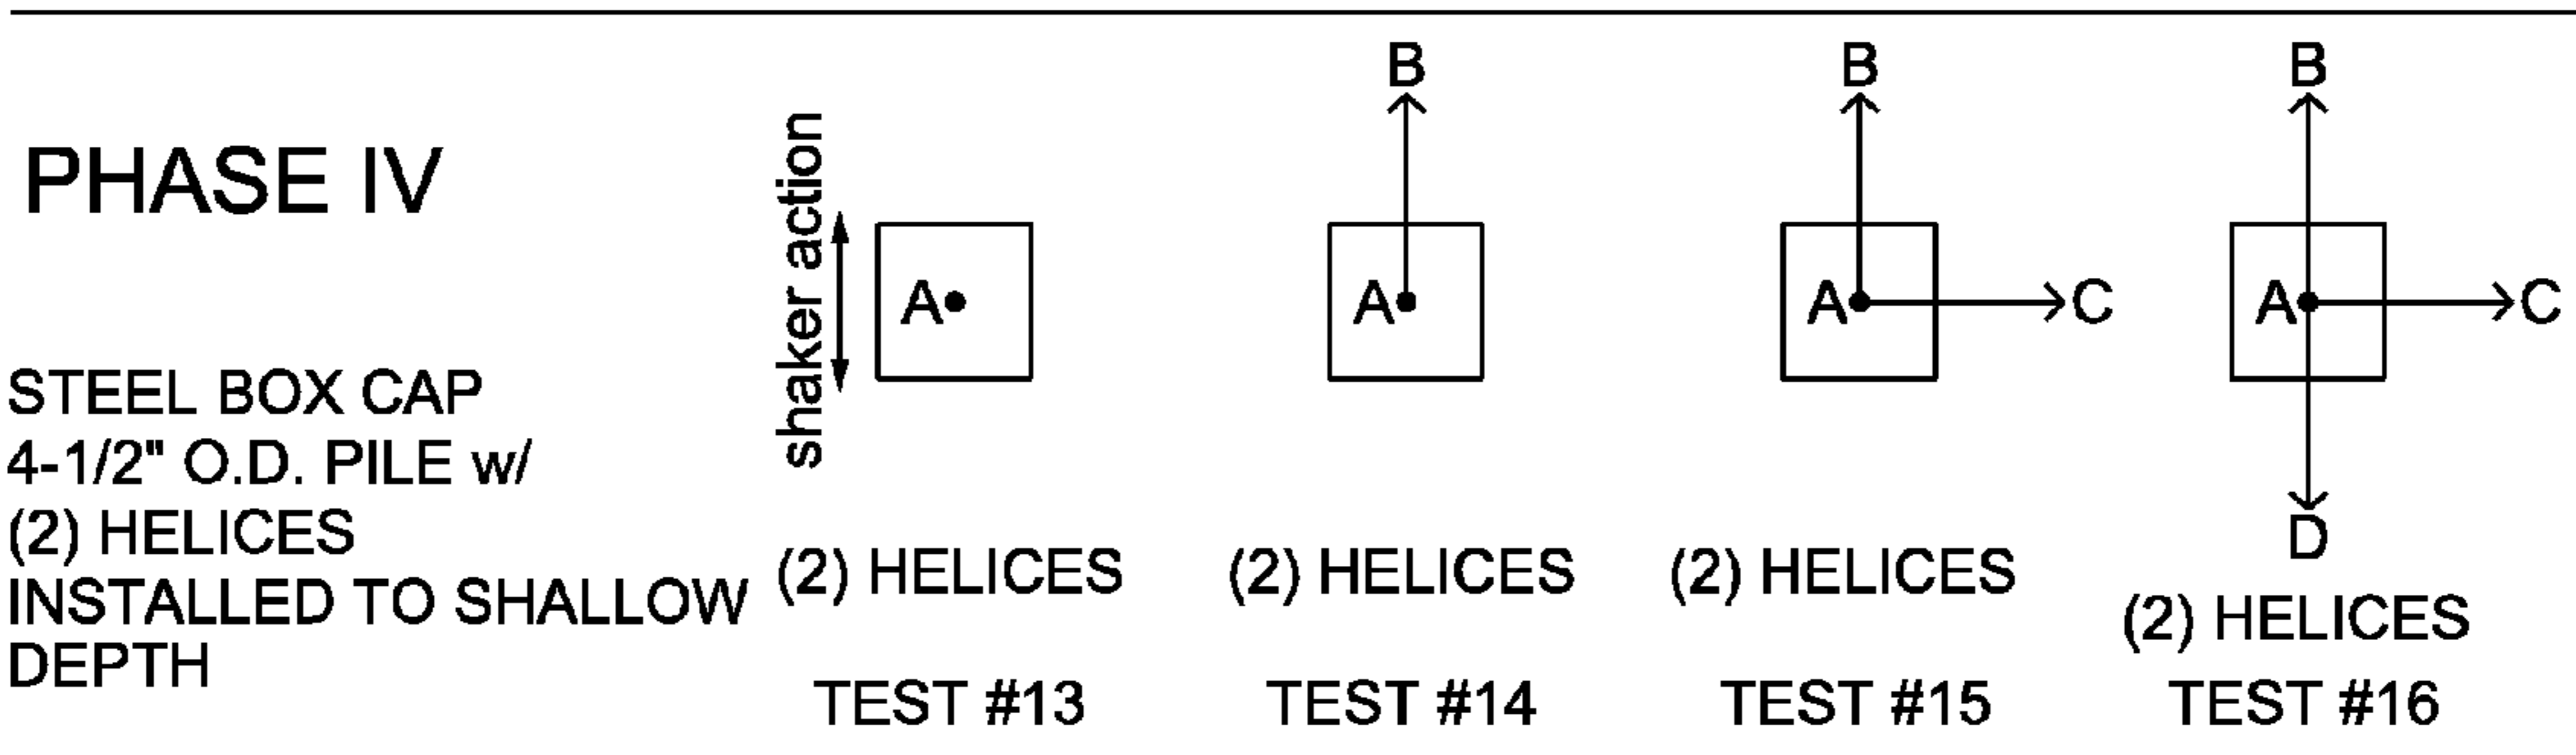 PHASE IV
STEEL BOX CAP
4-1/2" O.D. PILE w/
(2) HELICES
INSTALLED TO SHALLOW
DEPTH
shaker action
A
(2) HELICES
TEST #13
B
A
(2) HELICES
TEST #14
B
A
C
(2) HELICES
TEST #15
B
A
C
D
(2) HELICES
TEST #16